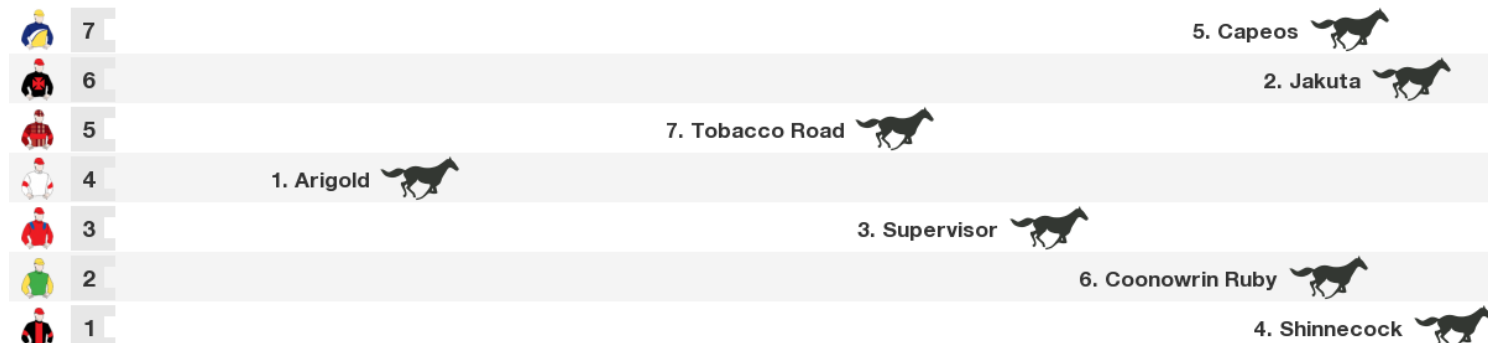 7 5. Capeos
6 2. Jakuta
5 7. Tobacco Road
4 1. Arigold
3 3. Supervisor
2 6. Coonowrin Ruby
1 4. Shinnecock